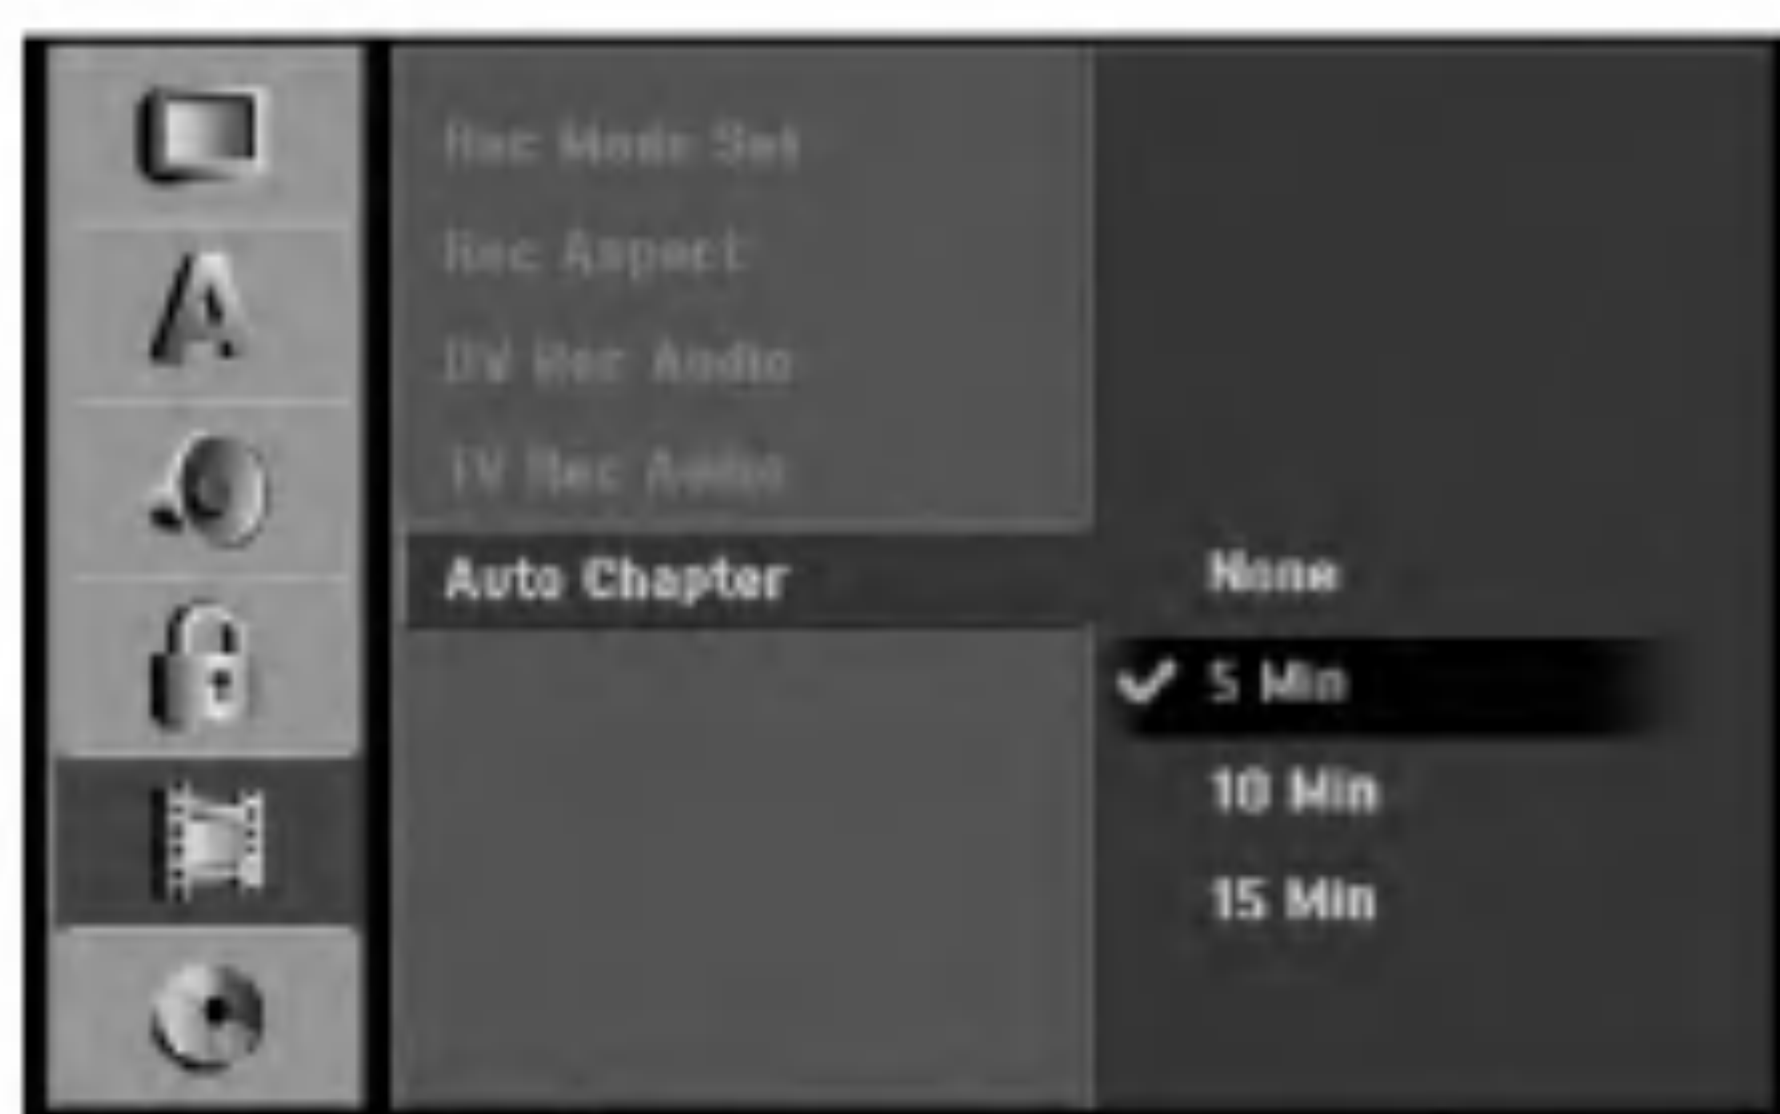 Rec Mode Set
Rec Aspect
DV Rec Audio
TV Rec Audio
Auto Chapter
None
5 Min
10 Min
15 Min